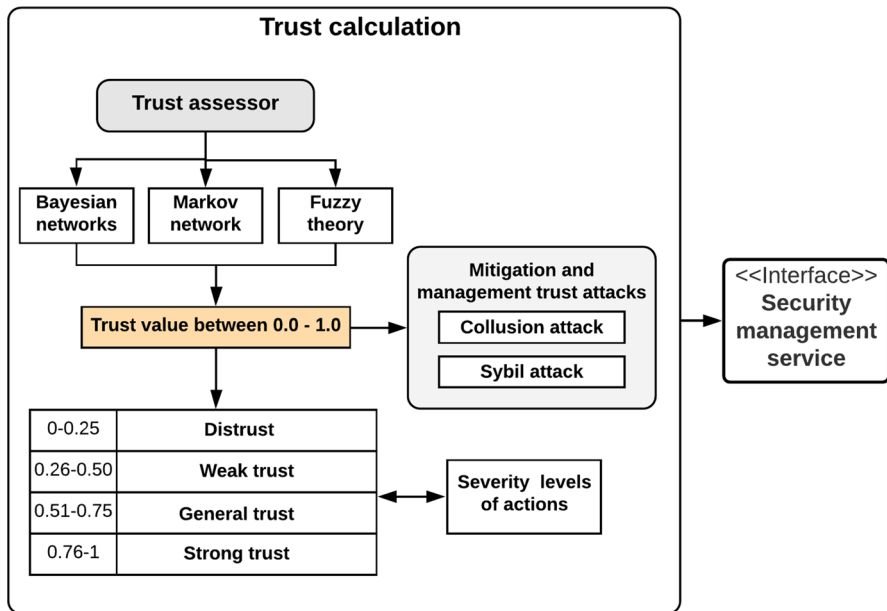 Trust calculation
Trust assessor
Bayesian
networks
Markov
network
Fuzzy
theory
Mitigation and
management trust attacks
Collusion attack
Sybil attack
<<Interface>>
Security
management
service
Trust value between 0.0 - 1.0
0-0.25 Distrust
0.26-0.50 Weak trust
0.51-0.75 General trust
0.76-1 Strong trust
Severity levels
of actions